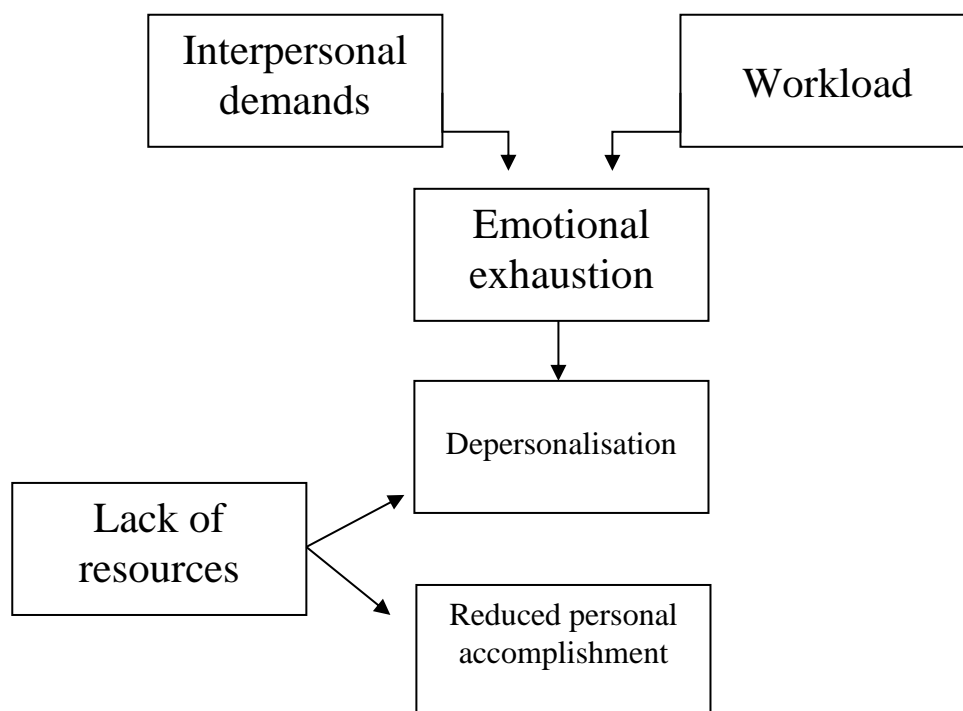 Interpersonal
demands
Workload
Emotional
exhaustion
Depersonalisation
Lack of
resources
Reduced personal
accomplishment